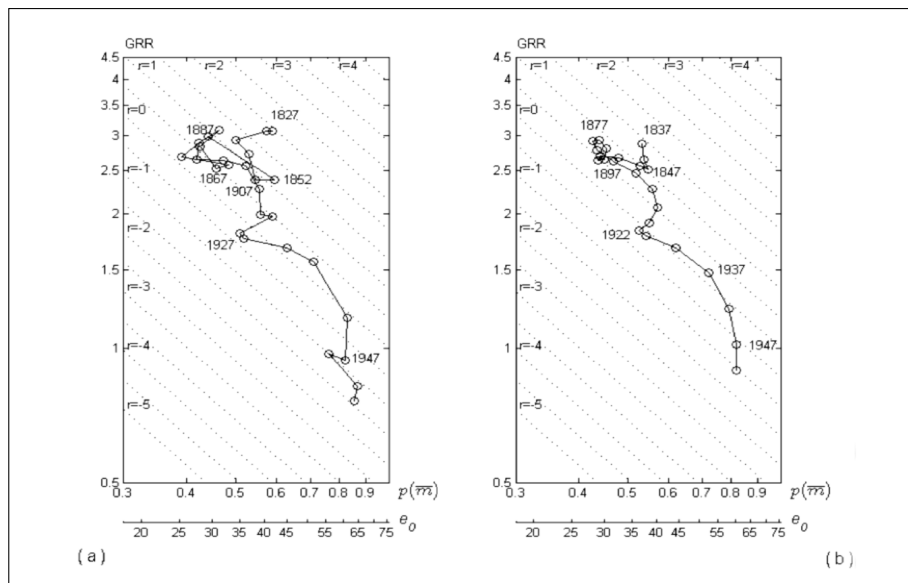 GRR
4.5
4
3.5
3
2.5
2
1.5
1
0.5
r=1 r=2 r=3 r=4
r=0
r=-1
r=-2
r=-3
r=-4
r=-5
1827
1887
1867
1852
1907
1927
1947
0.3 0.4 0.5 0.6 0.7 0.8 0.9 p(m̅)
20 25 30 35 40 45 55 65 75 e₀
(a)
GRR
4.5
4
3.5
3
2.5
2
1.5
1
0.5
r=1 r=2 r=3 r=4
r=0
r=-1
r=-2
r=-3
r=-4
r=-5
1877 1837
1897 1847
1922
1937
1947
0.3 0.4 0.5 0.6 0.7 0.8 0.9 p(m̅)
20 25 30 35 40 45 55 65 75 e₀
(b)